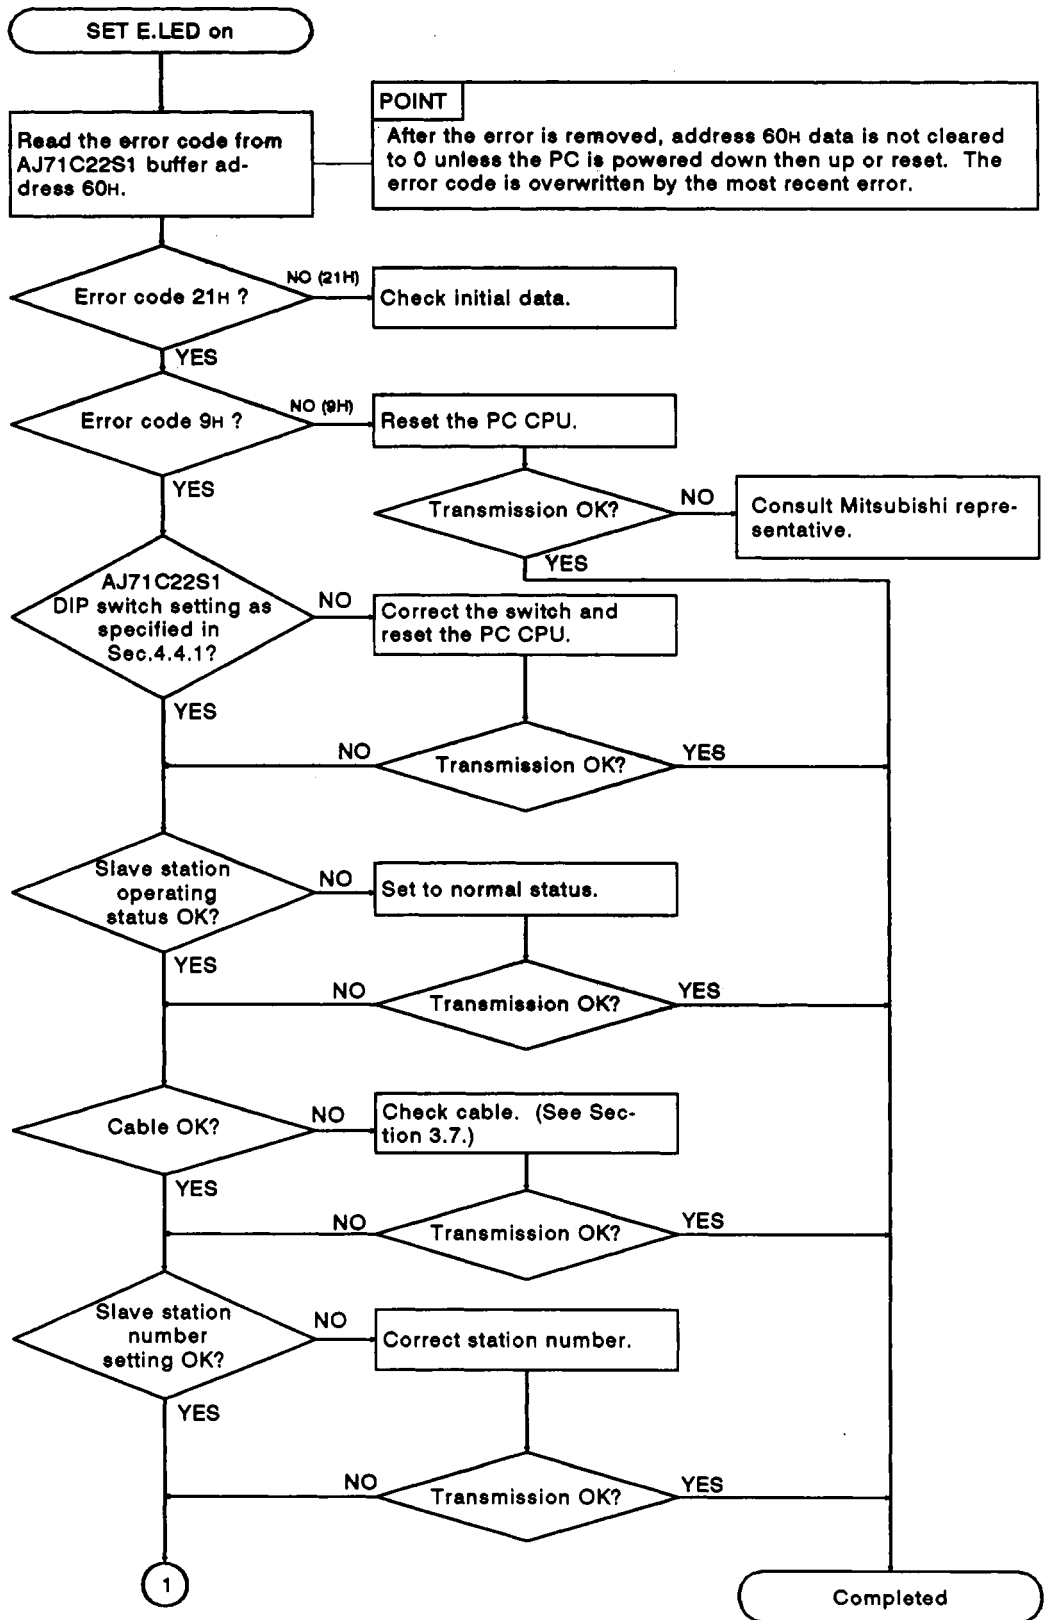 SET E.LED on
Read the error code from
AJ71C22S1 buffer ad-
dress 60H.
POINT
After the error is removed, address 60H data is not cleared
to 0 unless the PC is powered down then up or reset. The
error code is overwritten by the most recent error.
Error code 21H ?
NO (21H)
Check initial data.
YES
Error code 9H ?
NO (9H)
Reset the PC CPU.
YES
Transmission OK?
NO
Consult Mitsubishi repre-
sentative.
YES
AJ71C22S1
DIP switch setting as
specified in
Sec.4.4.1?
NO
Correct the switch and
reset the PC CPU.
YES
NO
Transmission OK?
YES
Slave station
operating
status OK?
NO
Set to normal status.
YES
NO
Transmission OK?
YES
Cable OK?
NO
Check cable. (See Sec-
tion 3.7.)
YES
NO
Transmission OK?
YES
Slave station
number
setting OK?
NO
Correct station number.
YES
NO
Transmission OK?
YES
1
Completed